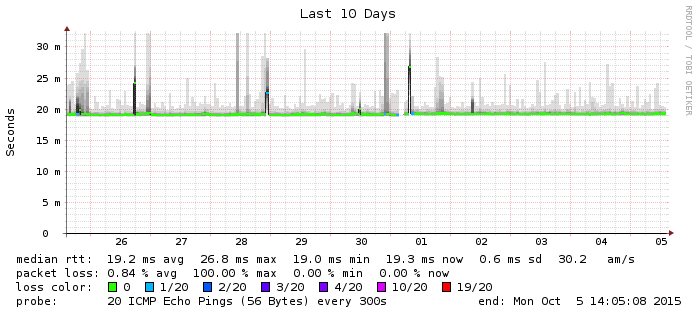 Last 10 Days
RRDTOOL / TOBI OETIKER
Seconds
30 m
25 m
20 m
15 m
10 m
5 m
0
26 27 28 29 30 01 02 03 04 05
median rtt: 19.2 ms avg 26.8 ms max 19.0 ms min 19.3 ms now 0.6 ms sd 30.2 am/s
packet loss: 0.84 % avg 100.00 % max 0.00 % min 0.00 % now
loss color: 0 1/20 2/20 3/20 4/20 10/20 19/20
probe: 20 ICMP Echo Pings (56 Bytes) every 300s end: Mon Oct 5 14:05:08 2015